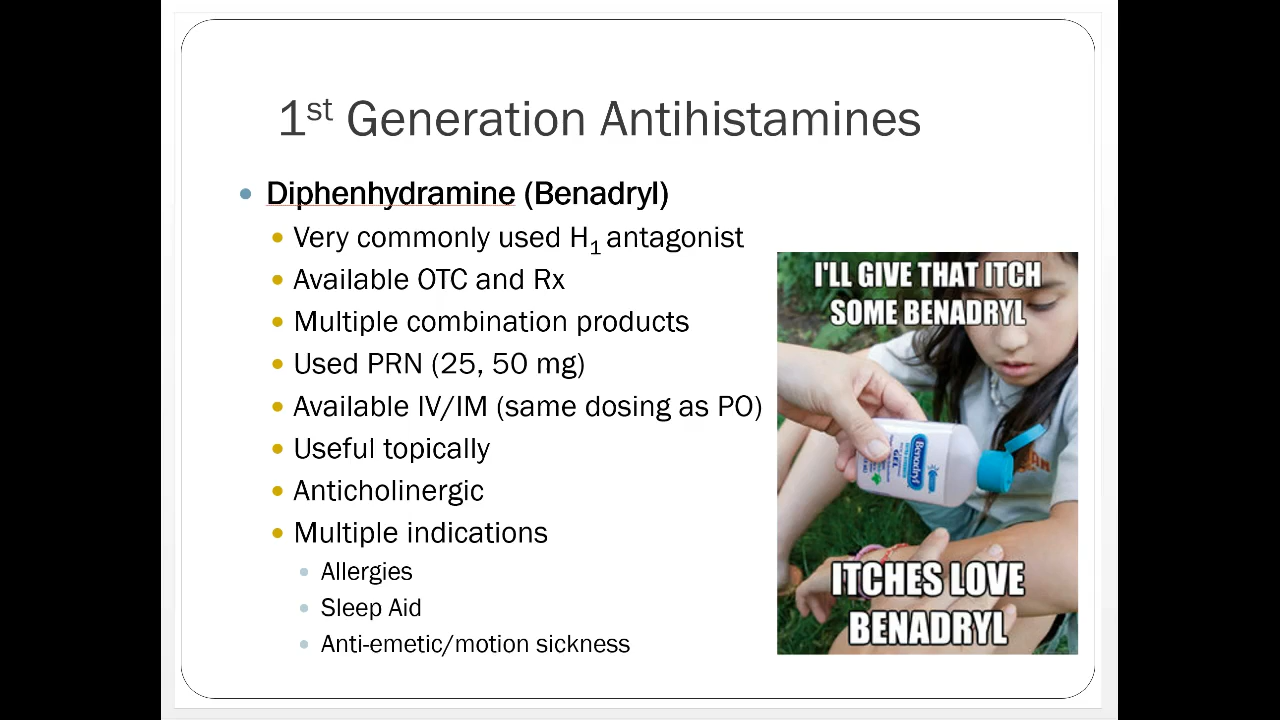 1st Generation Antihistamines
Diphenhydramine (Benadryl)
Very commonly used H1 antagonist
Available OTC and Rx
Multiple combination products
Used PRN (25, 50 mg)
Available IV/IM (same dosing as PO)
Useful topically
Anticholinergic
Multiple indications
Allergies
Sleep Aid
Anti-emetic/motion sickness
I'LL GIVE THAT ITCH
SOME BENADRYL
Benadryl
GEL
ITCHES LOVE
BENADRYL